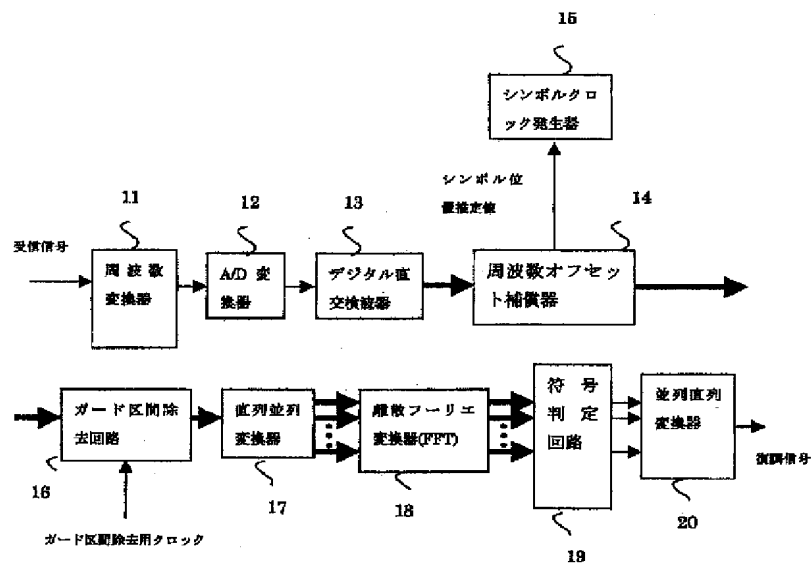 15
シンボルクロ
ック発生器
シンボル位
置推定値
11
12
13
14
受信信号
周波数
変換器
A/D 変
換器
デジタル直
交検波器
周波数オフセッ
ト補償器
ガード区間除
去回路
直列並列
変換器
離散フーリエ
変換器(FFT)
符号
判定
回路
並列直列
変換器
復調信号
16
17
18
19
20
ガード区間除去用クロック